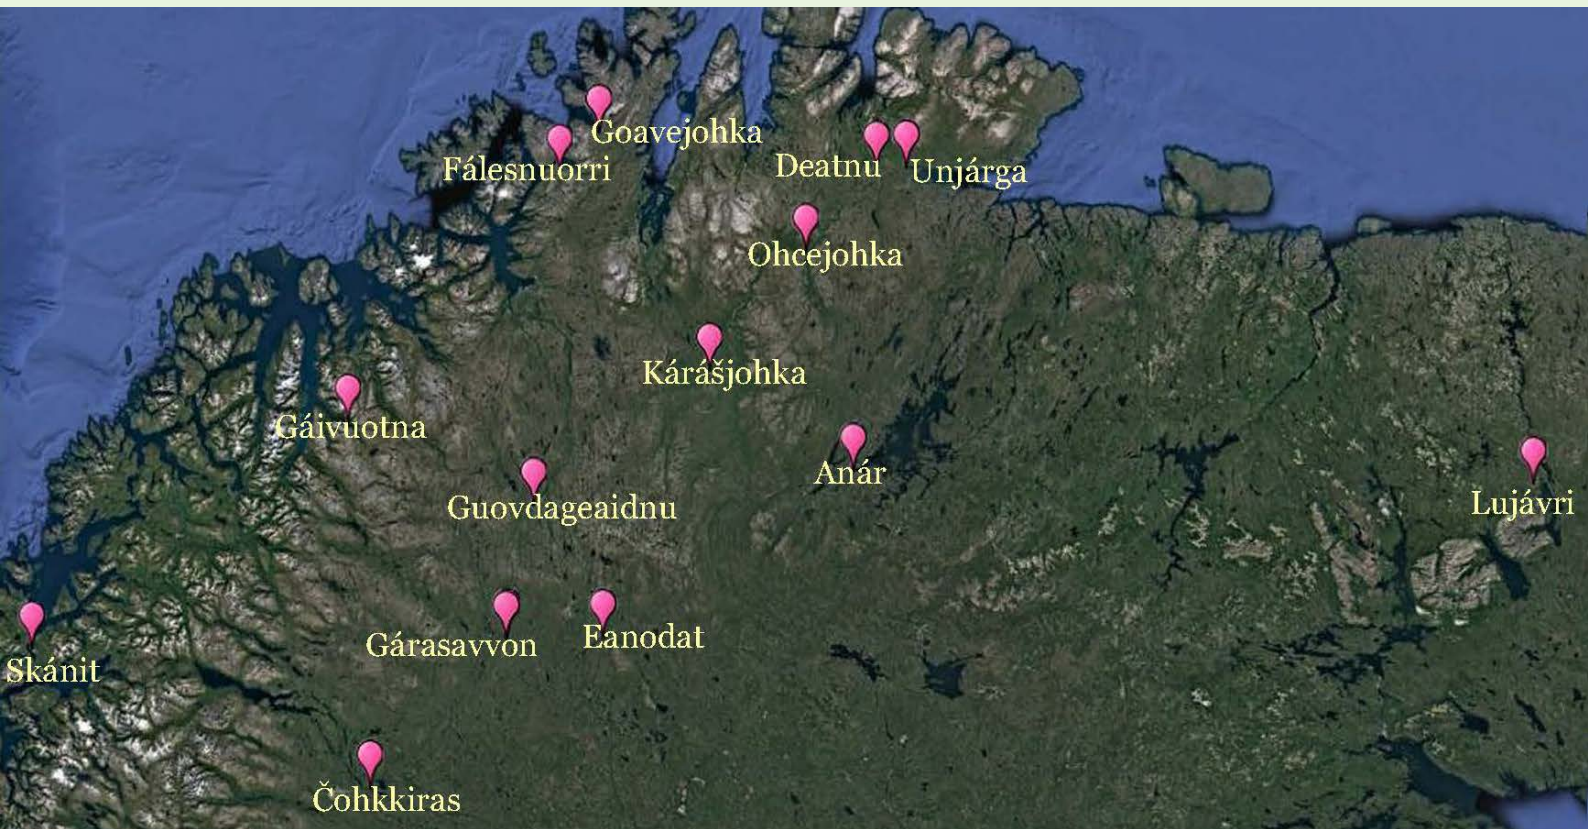 Goavejohka
Fálesnuorri
Deatnu
Unjárga
Ohcejohka
Kárášjohka
Gáivuotna
Anár
Guovdageaidnu
Lujávri
Gárasavvon
Eanodat
Skánit
Čohkkiras